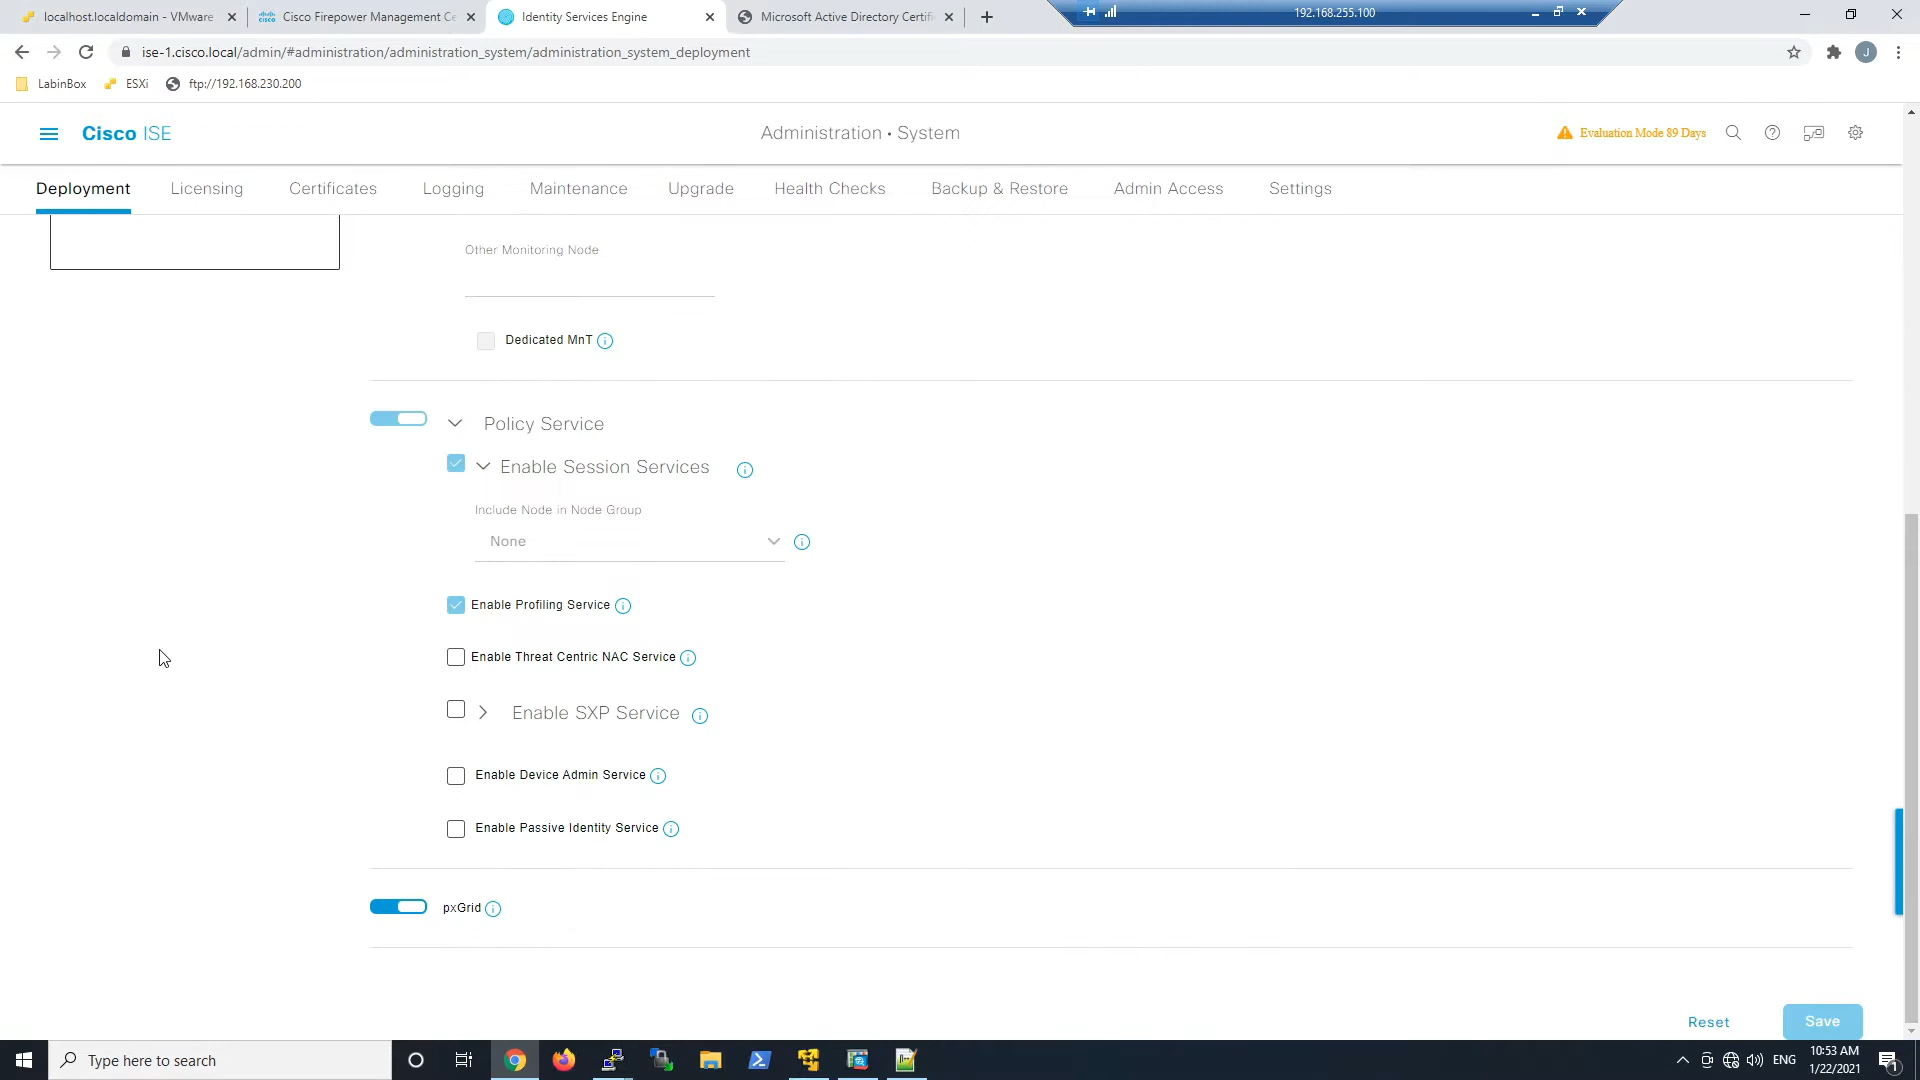 localhost.localdomain - VMware
Cisco Firepower Management Ce
Identity Services Engine
Microsoft Active Directory Certifi
192.168.255.100
ise-1.cisco.local/admin/#administration/administration_system/administration_system_deployment
J
LabinBox
ESXi
ftp://192.168.230.200
Cisco ISE
Administration • System
Evaluation Mode 89 Days
Deployment
Licensing
Certificates
Logging
Maintenance
Upgrade
Health Checks
Backup & Restore
Admin Access
Settings
Other Monitoring Node
Dedicated MnT
Policy Service
Enable Session Services
Include Node in Node Group
None
Enable Profiling Service
Enable Threat Centric NAC Service
Enable SXP Service
Enable Device Admin Service
Enable Passive Identity Service
pxGrid
Reset
Save
Type here to search
ENG
10:53 AM
1/22/2021
1